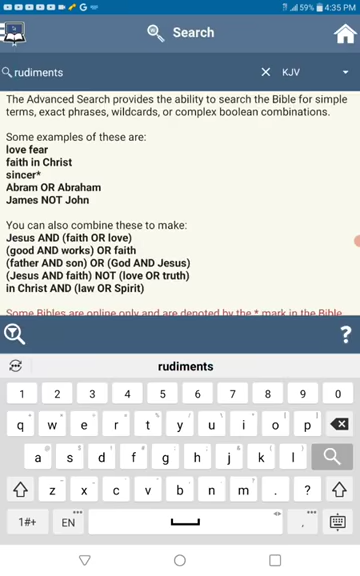 59% 4:35 PM
Search
rudiments × KJV
The Advanced Search provides the ability to search the Bible for simple
terms, exact phrases, wildcards, or complex boolean combinations.
Some examples of these are:
love fear
faith in Christ
sincer*
Abram OR Abraham
James NOT John
You can also combine these to make:
Jesus AND (faith OR love)
(good AND works) OR faith
(father AND son) OR (God AND Jesus)
(Jesus AND faith) NOT (love OR truth)
in Christ AND (law OR Spirit)
Some Bibles are online only and are denoted by the * mark in the Bible
?
rudiments
1 2 3 4 5 6 7 8 9 0
q w e r t y u i o p
a s d f g h j k l
z x c v b n m . ?
1#+ EN ,